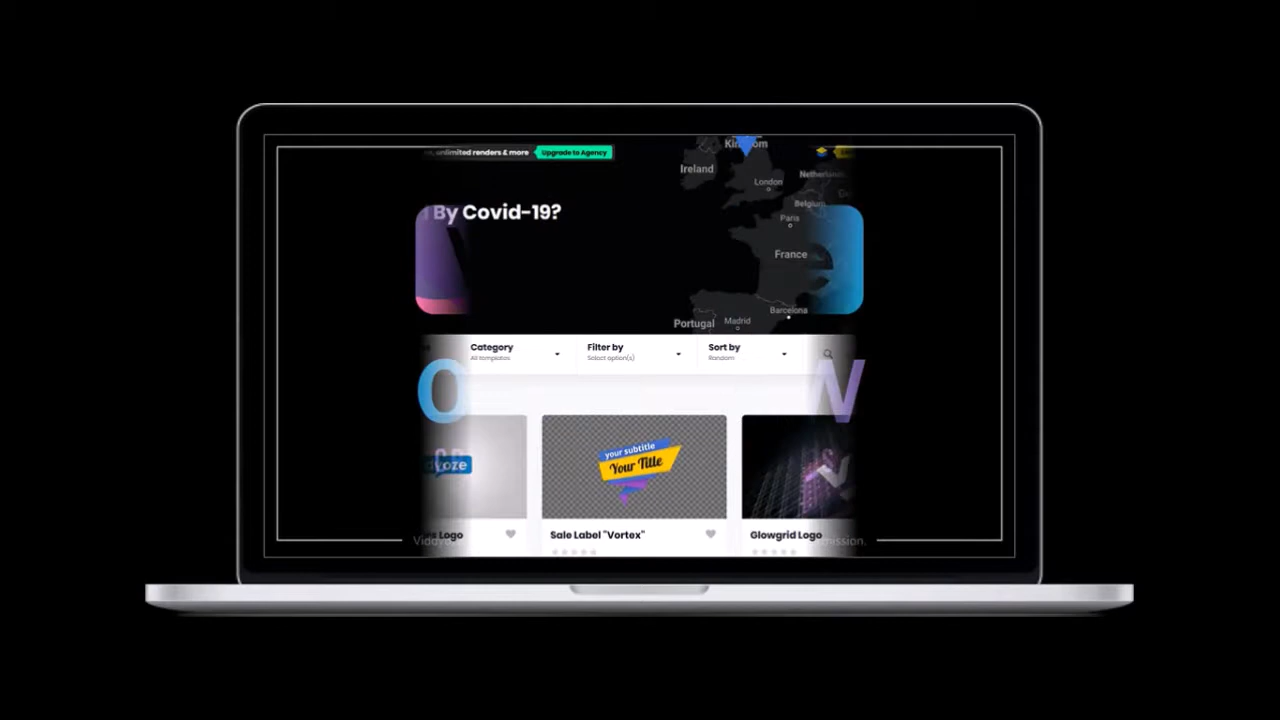 unlimited renders & more
Upgrade to Agency
Ireland
London
Belgium
Paris
By Covid-19?
France
Barcelona
Portugal
Madrid
Category
All templates
Filter by
Select option(s)
Sort by
Random
O
W
your subtitle
Your Title
Logo
Sale Label "Vortex"
Glowgrid Logo